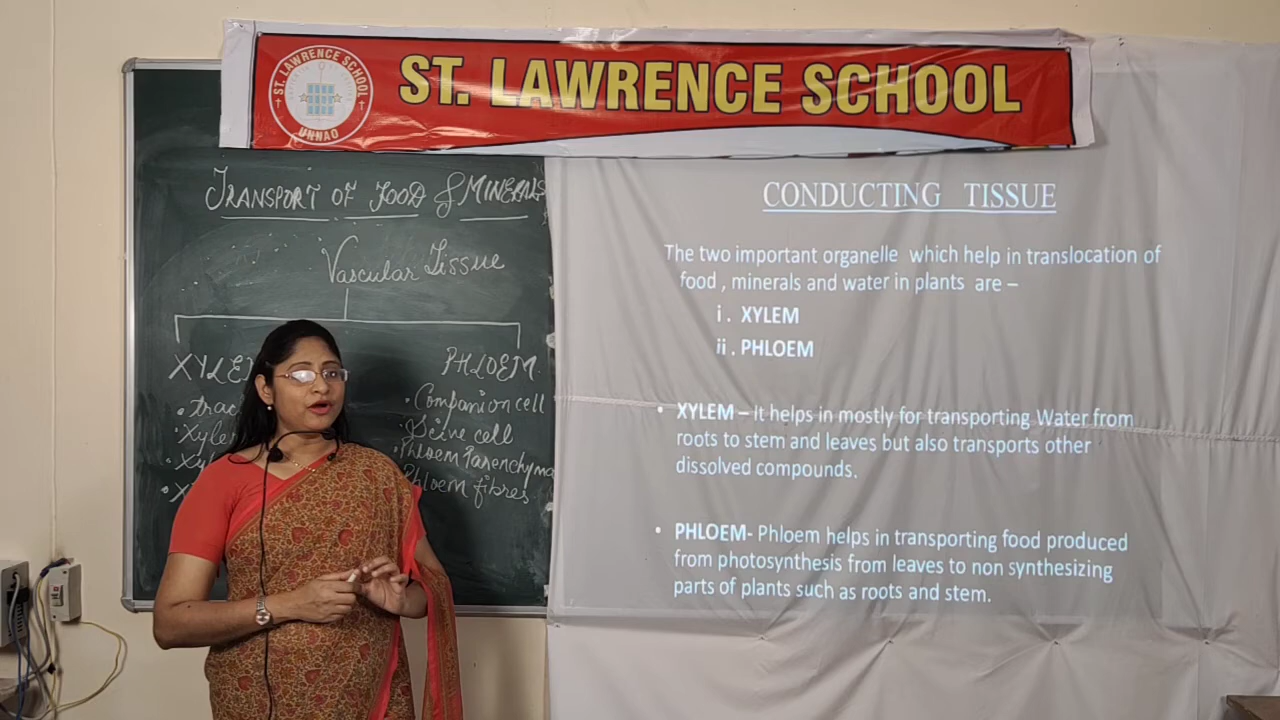 ST. LAWRENCE SCHOOL
ST. LAWRENCE SCHOOL
UNNAO
TRANSPORT OF FOOD & MINERALS
Vascular Tissue
XYLE
PHLOEM
• trac
• Xyle
• Companion cell
• Seive cell
• Phloem Parenchyma
Phloem fibres
CONDUCTING TISSUE
The two important organelle which help in translocation of
food , minerals and water in plants are –
i . XYLEM
ii . PHLOEM
• XYLEM – It helps in mostly for transporting Water from
roots to stem and leaves but also transports other
dissolved compounds.
• PHLOEM- Phloem helps in transporting food produced
from photosynthesis from leaves to non synthesizing
parts of plants such as roots and stem.